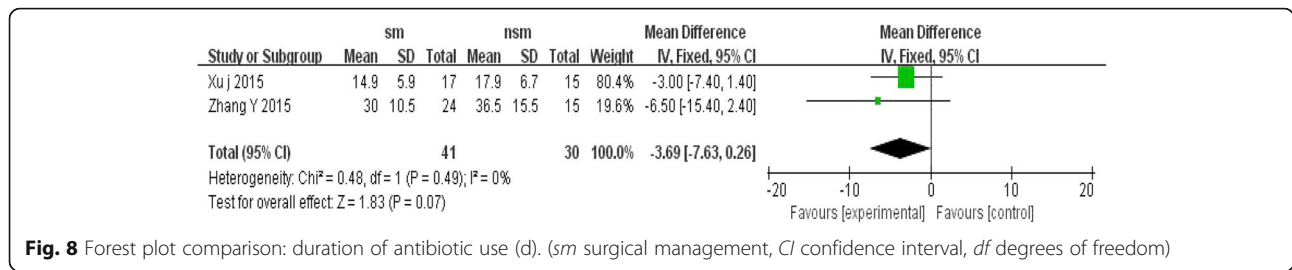 sm nsm Mean Difference Mean Difference
Study or Subgroup Mean SD Total Mean SD Total Weight IV, Fixed, 95% CI IV, Fixed, 95% CI
Xu j 2015 14.9 5.9 17 17.9 6.7 15 80.4% -3.00 [-7.40, 1.40]
Zhang Y 2015 30 10.5 24 36.5 15.5 15 19.6% -6.50 [-15.40, 2.40]
Total (95% CI) 41 30 100.0% -3.69 [-7.63, 0.26]
Heterogeneity: Chi² = 0.48, df = 1 (P = 0.49); I² = 0%
Test for overall effect: Z = 1.83 (P = 0.07)
-20 -10 0 10 20
Favours [experimental] Favours [control]
Fig. 8 Forest plot comparison: duration of antibiotic use (d). (sm surgical management, CI confidence interval, df degrees of freedom)